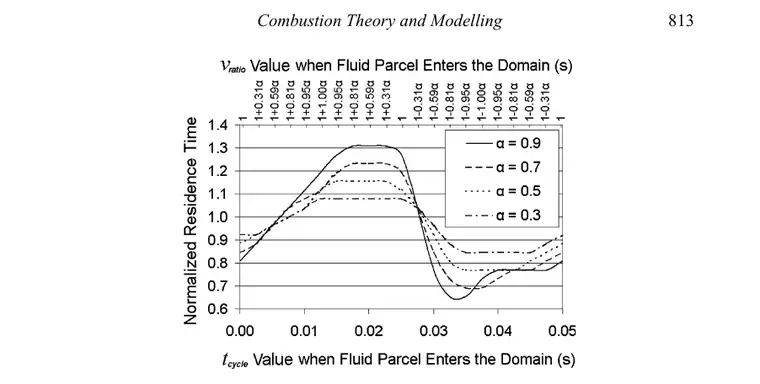 Combustion Theory and Modelling 813
vratio Value when Fluid Parcel Enters the Domain (s)
1 1+0.31α 1+0.59α 1+0.81α 1+0.95α 1+1.00α 1+0.95α 1+0.81α 1+0.59α 1+0.31α 1 1-0.31α 1-0.59α 1-0.81α 1-0.95α 1-1.00α 1-0.95α 1-0.81α 1-0.59α 1-0.31α 1
Normalized Residence Time
1.4
1.3
1.2
1.1
1.0
0.9
0.8
0.7
0.6
α = 0.9
α = 0.7
α = 0.5
α = 0.3
0.00 0.01 0.02 0.03 0.04 0.05
tcycle Value when Fluid Parcel Enters the Domain (s)